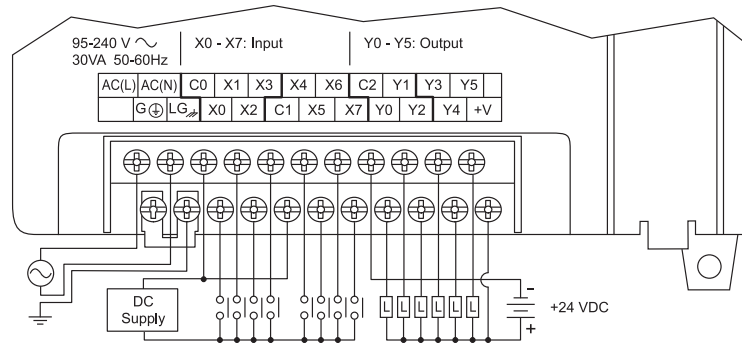 95-240 V ~ X0 - X7: Input Y0 - Y5: Output
30VA 50-60Hz
AC(L) AC(N) C0 X1 X3 X4 X6 C2 Y1 Y3 Y5
G LG X0 X2 C1 X5 X7 Y0 Y2 Y4 +V
DC
Supply
L L L L L L
-
+24 VDC
+